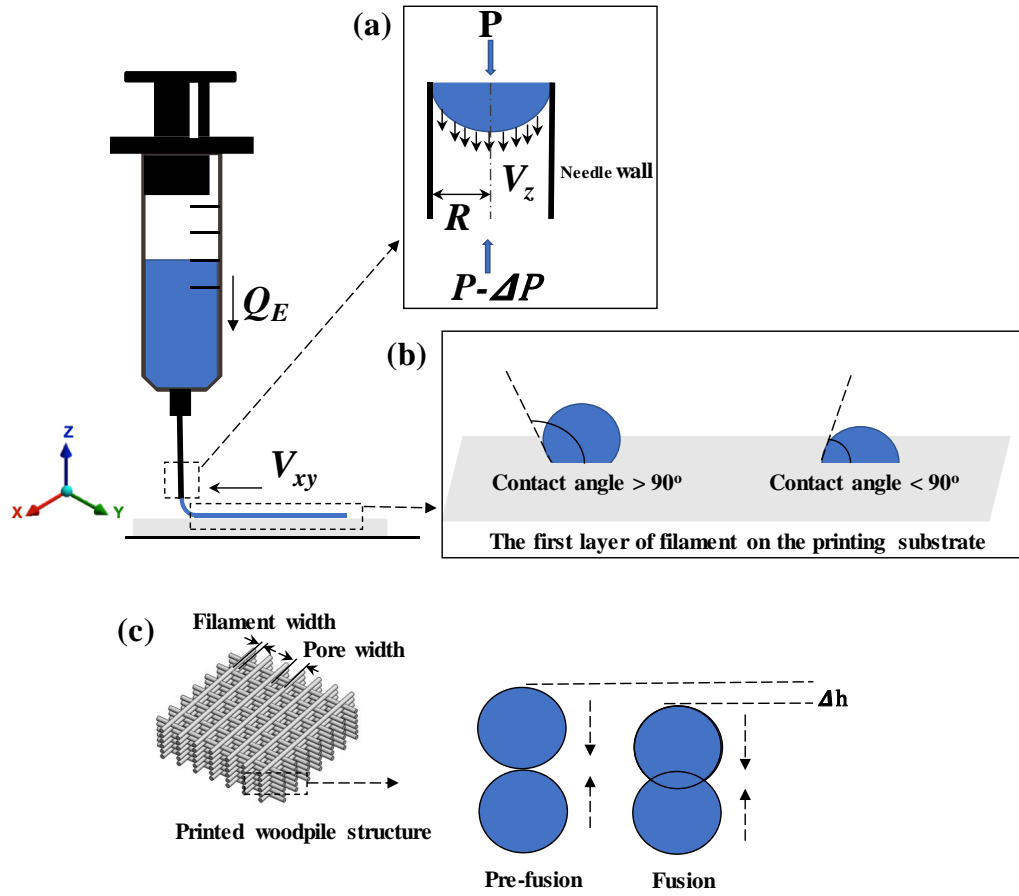 (a)
P
Needle wall
V_z
R
P-ΔP
Q_E
(b)
Z
X
Y
V_xy
Contact angle > 90°
Contact angle < 90°
The first layer of filament on the printing substrate
(c)
Filament width
Pore width
Δh
Printed woodpile structure
Pre-fusion
Fusion